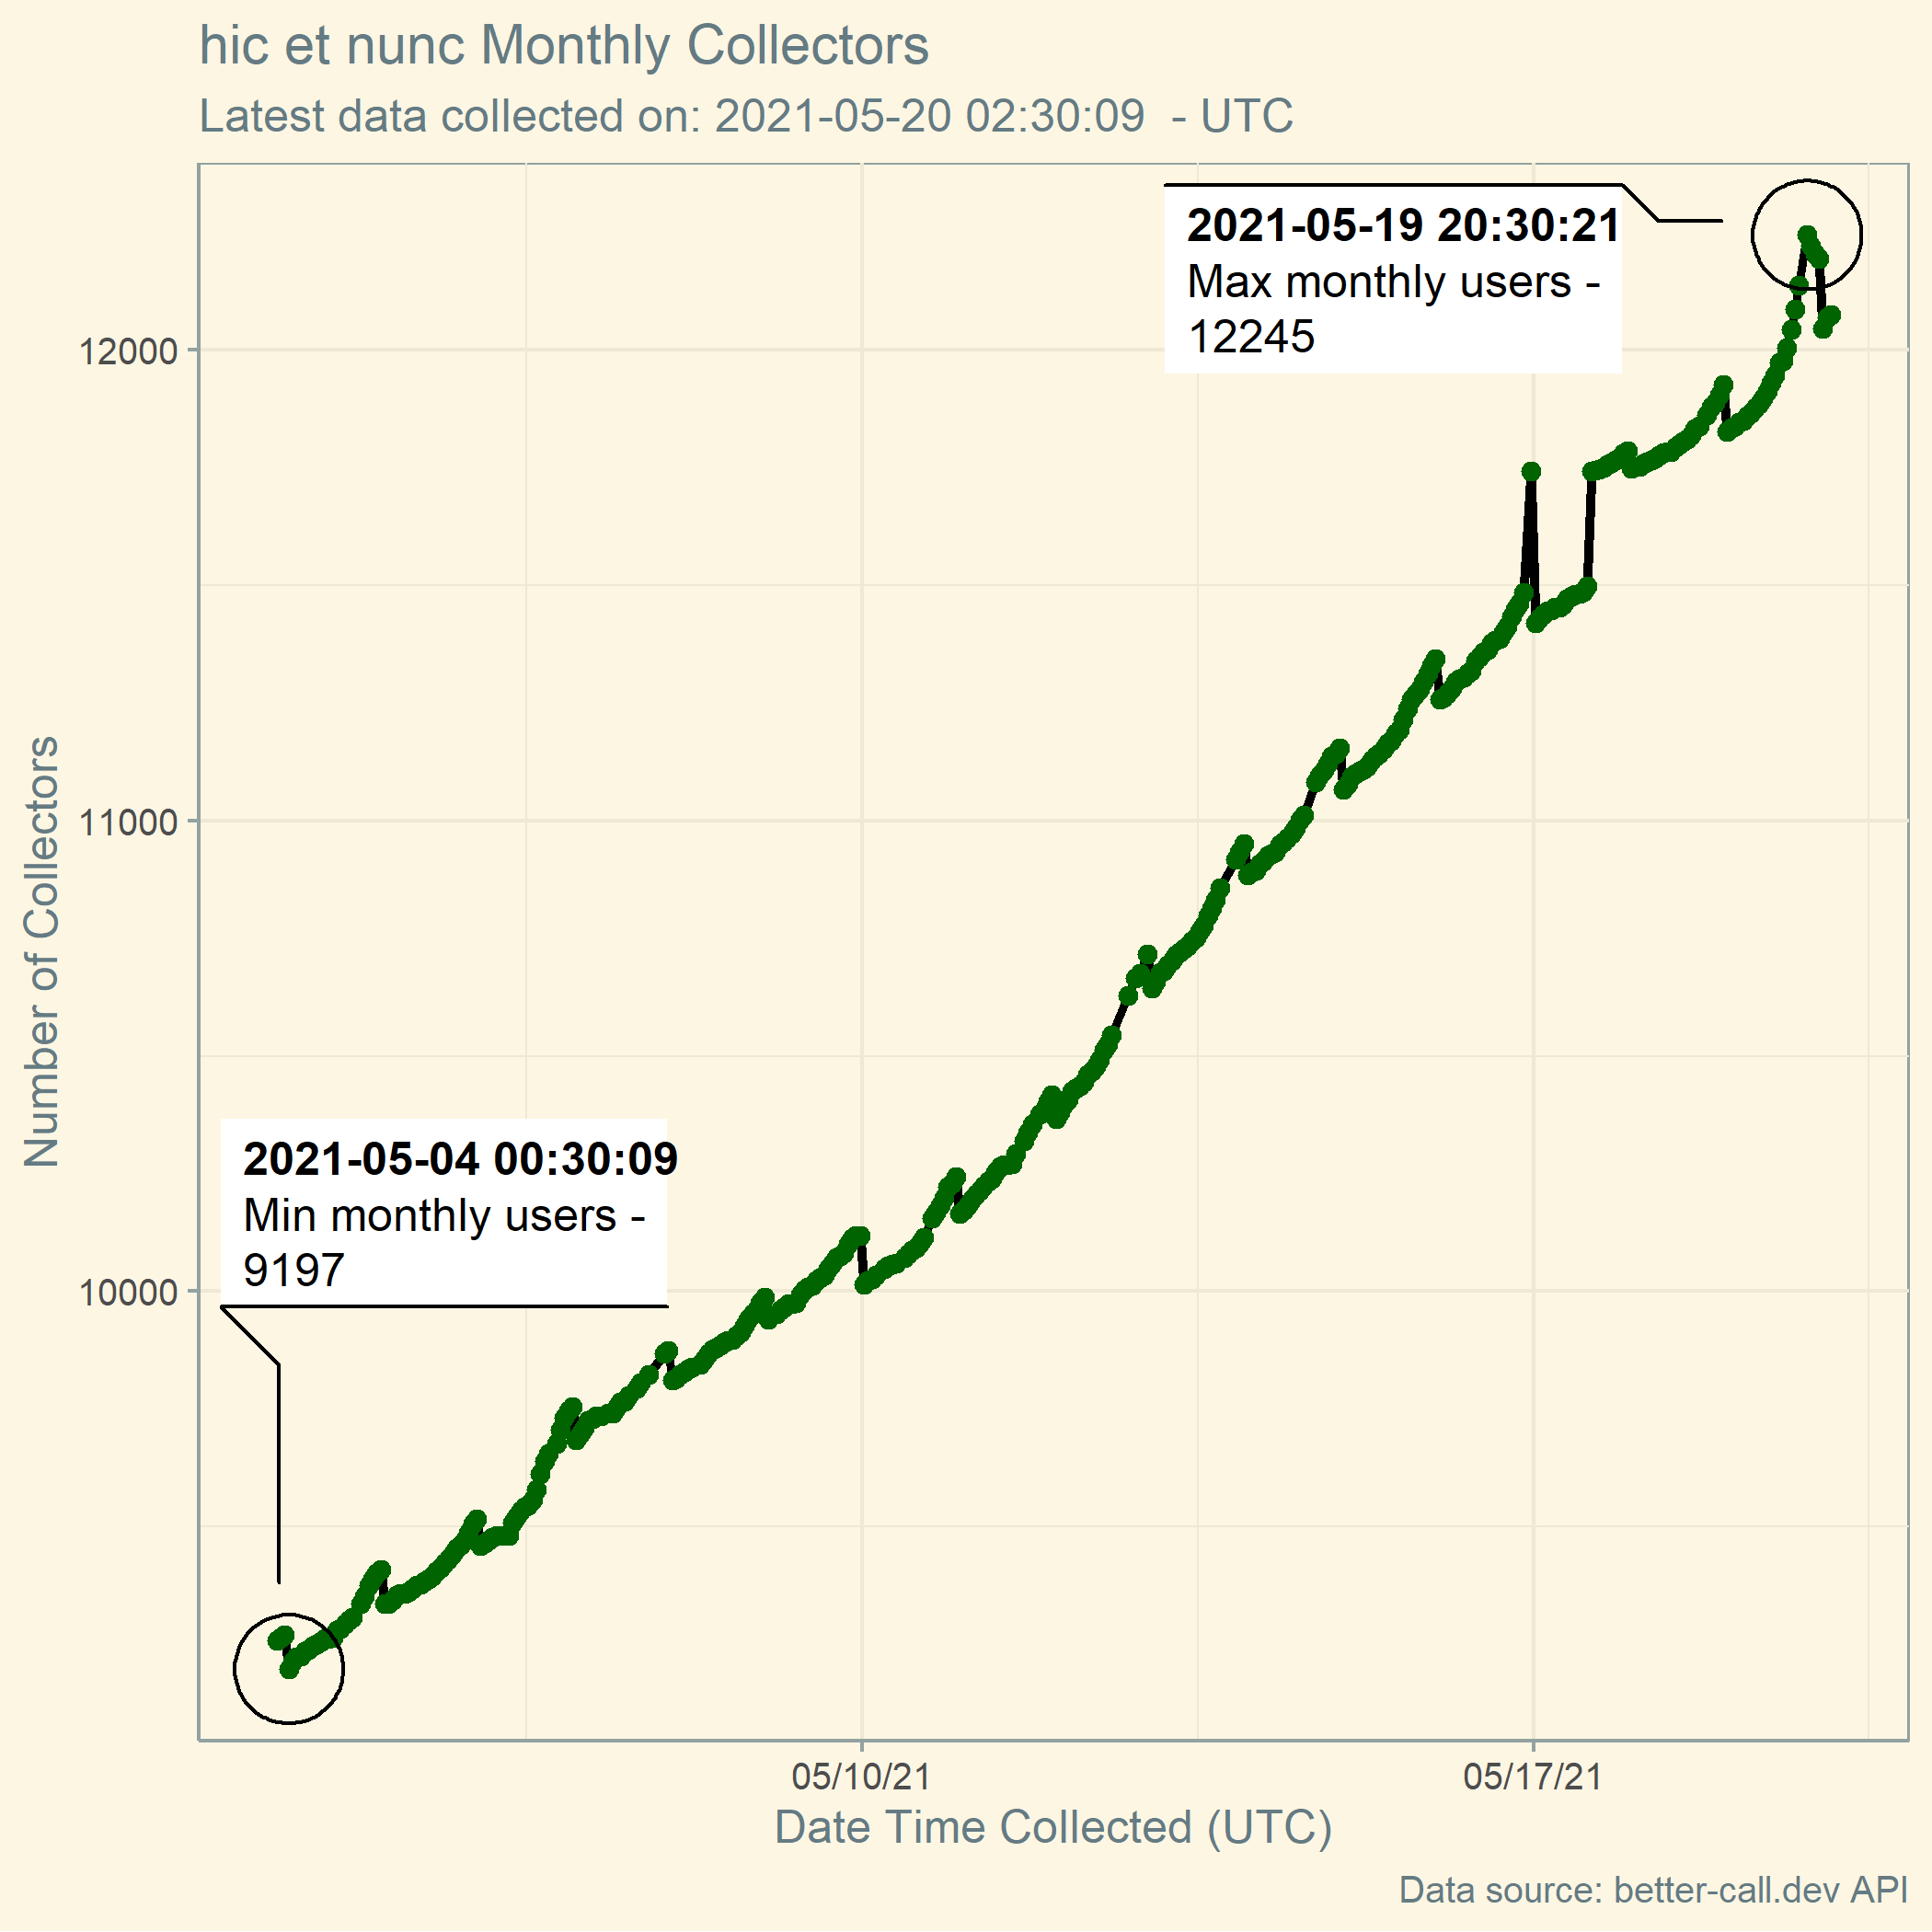 hic et nunc Monthly Collectors
Latest data collected on: 2021-05-20 02:30:09  - UTC
2021-05-19 20:30:21
Max monthly users -
12245
12000
11000
10000
Number of Collectors
2021-05-04 00:30:09
Min monthly users -
9197
05/10/21
05/17/21
Date Time Collected (UTC)
Data source: better-call.dev API